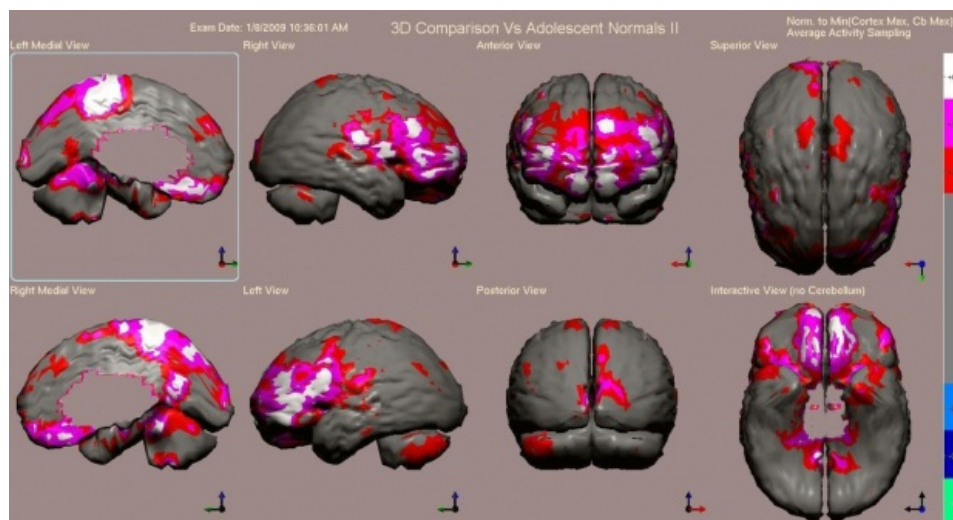 Exam Date: 1/8/2009 10:36:01 AM
3D Comparison Vs Adolescent Normals II
Norm. to Min(Cortex Max, Cb Max)
Average Activity Sampling
Left Medial View
Right View
Anterior View
Superior View
Right Medial View
Left View
Posterior View
Interactive View (no Cerebellum)